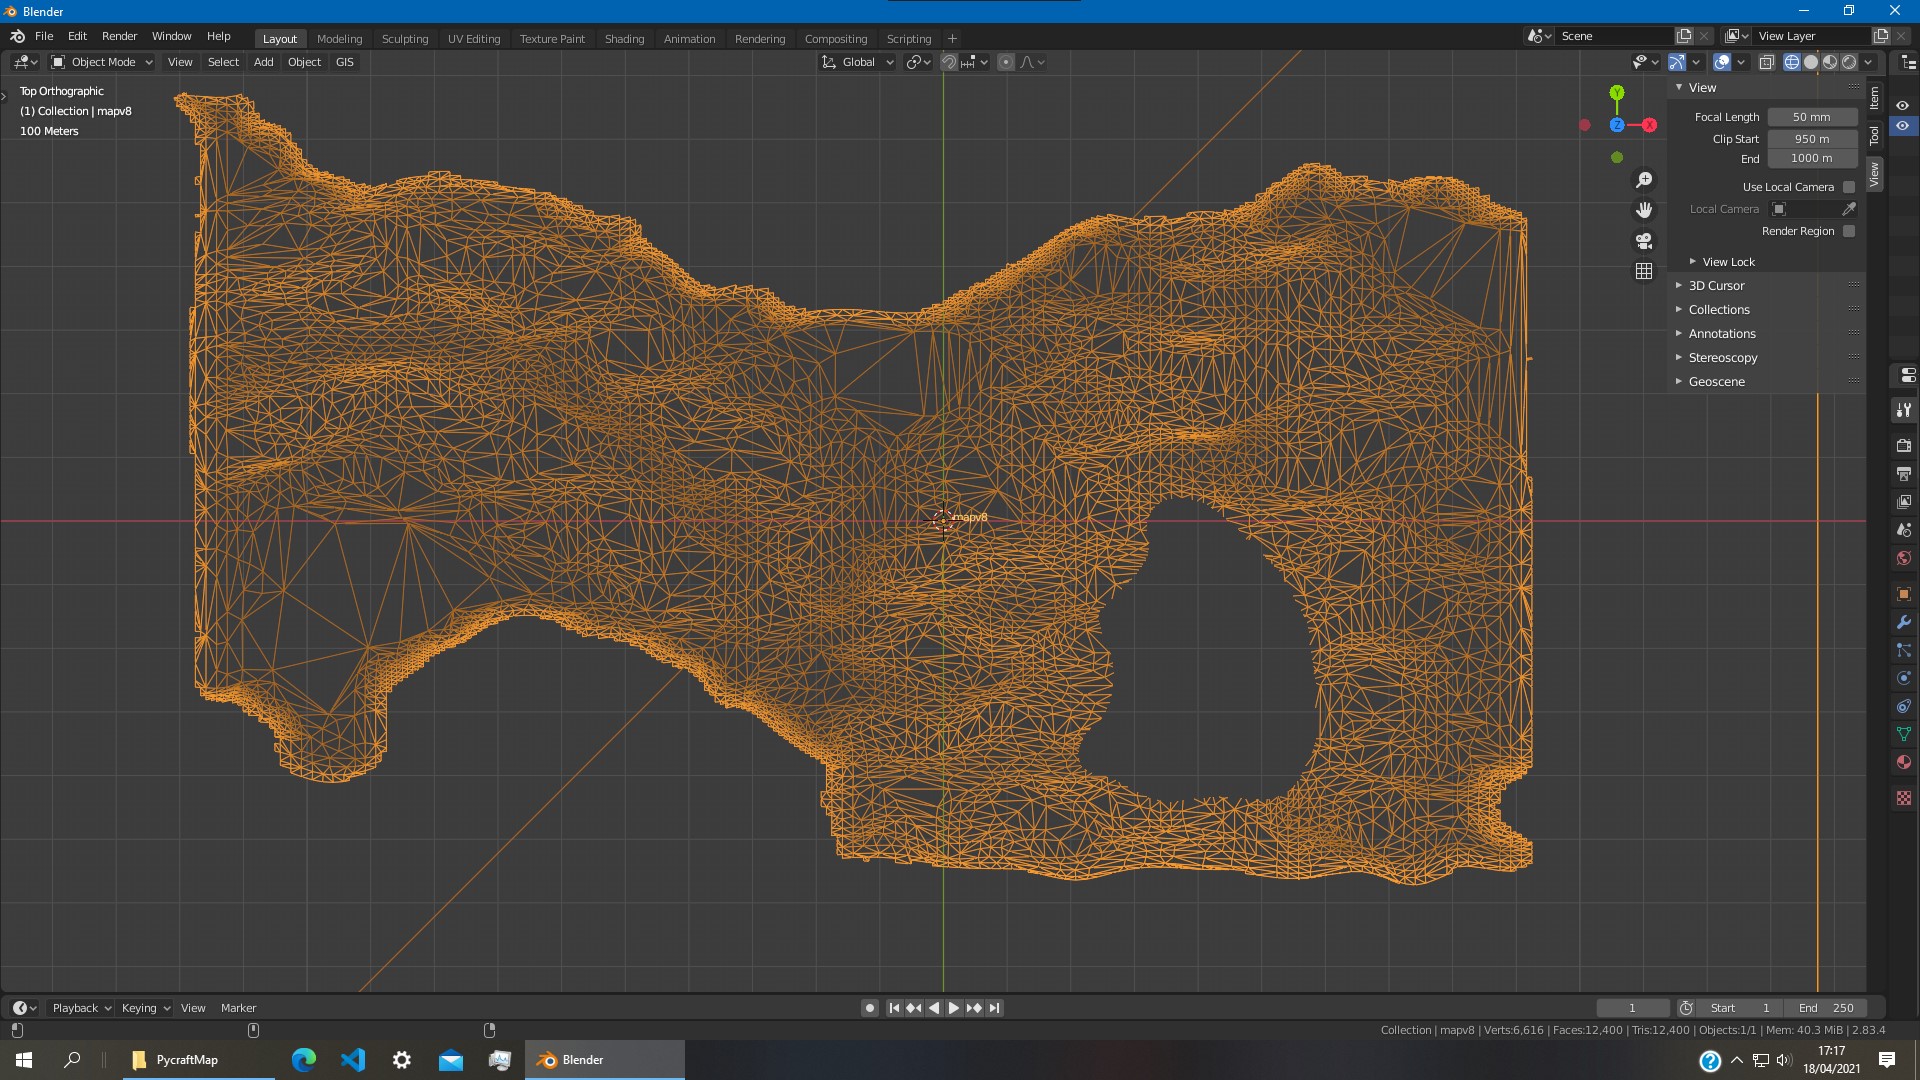 Blender
File Edit Render Window Help Layout Modeling Sculpting UV Editing Texture Paint Shading Animation Rendering Compositing Scripting + Scene View Layer
Object Mode View Select Add Object GIS Global
Top Orthographic
(1) Collection | mapv8
100 Meters
Y
Z
X
View
Focal Length 50 mm
Clip Start 950 m
End 1000 m
Use Local Camera
Local Camera
Render Region
View Lock
3D Cursor
Collections
Annotations
Stereoscopy
Geoscene
Item
Tool
View
mapv8
Playback Keying View Marker 1 Start 1 End 250
Collection | mapv8 | Verts:6,616 | Faces:12,400 | Tris:12,400 | Objects:1/1 | Mem: 40.3 MiB | 2.83.4
PycraftMap Blender
17:17
18/04/2021